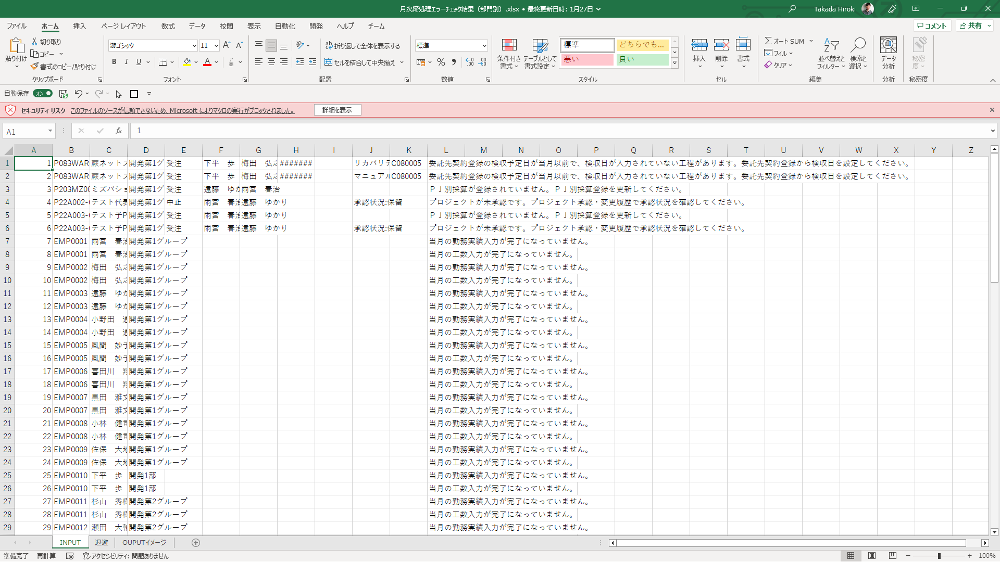 月次締処理エラーチェック結果（部門別）.xlsx • 最終更新日時: 1月27日
Takada Hiroki
ファイル ホーム 挿入 ページ レイアウト 数式 データ 校閲 表示 自動化 開発 ヘルプ チーム
コメント 共有
貼り付け
切り取り
コピー
書式のコピー/貼り付け
クリップボード
游ゴシック 11
B I U
フォント
折り返して全体を表示する
セルを結合して中央揃え
配置
標準
数値
条件付き書式
テーブルとして書式設定
標準 どちらでも...
悪い 良い
スタイル
挿入 削除 書式
セル
オート SUM
フィル
クリア
並べ替えとフィルター
検索と選択
編集
データ分析
分析
秘密度
秘密度
自動保存 オン
セキュリティ リスク このファイルのソースが信頼できないため、Microsoft によりマクロの実行がブロックされました。 詳細を表示
A1 fx 1
A B C D E F G H I J K L M N O P Q R S T U V W X Y Z
1 1 P083WAR 蕨ネットス 開発第1グ 受注 下平　歩 梅田　弘之 ####### リカバリテ C080005 委託先契約登録の検収予定日が当月以前で、検収日が入力されていない工程があります。委託先契約登録から検収日を設定してください。
2 2 P083WAR 蕨ネットス 開発第1グ 受注 下平　歩 梅田　弘之 ####### マニュアル C080005 委託先契約登録の検収予定日が当月以前で、検収日が入力されていない工程があります。委託先契約登録から検収日を設定してください。
3 3 P203MZ00 ミズバショ 開発第1グ 受注 遠藤　ゆか 雨宮　春治 ＰＪ別採算が登録されていません。ＰＪ別採算登録を更新してください。
4 4 P22A002- テスト代表 開発第1グ 中止 雨宮　春治 遠藤　ゆかり 承認状況:保留 プロジェクトが未承認です。プロジェクト承認・変更履歴で承認状況を確認してください。
5 5 P22A003- テスト子P 開発第1グ 受注 雨宮　春治 遠藤　ゆかり ＰＪ別採算が登録されていません。ＰＪ別採算登録を更新してください。
6 6 P22A003- テスト子P 開発第1グ 受注 雨宮　春治 遠藤　ゆかり 承認状況:保留 プロジェクトが未承認です。プロジェクト承認・変更履歴で承認状況を確認してください。
7 7 EMP0001 雨宮　春治 開発第1グループ 当月の勤務実績入力が完了になっていません。
8 8 EMP0001 雨宮　春治 開発第1グループ 当月の工数入力が完了になっていません。
9 9 EMP0002 梅田　弘之 開発第1グループ 当月の勤務実績入力が完了になっていません。
10 10 EMP0002 梅田　弘之 開発第1グループ 当月の工数入力が完了になっていません。
11 11 EMP0003 遠藤　ゆか 開発第1グループ 当月の勤務実績入力が完了になっていません。
12 12 EMP0003 遠藤　ゆか 開発第1グループ 当月の工数入力が完了になっていません。
13 13 EMP0004 小野田 開発第1グループ 当月の勤務実績入力が完了になっていません。
14 14 EMP0004 小野田 開発第1グループ 当月の工数入力が完了になっていません。
15 15 EMP0005 風間　妙子 開発第1グループ 当月の勤務実績入力が完了になっていません。
16 16 EMP0005 風間　妙子 開発第1グループ 当月の工数入力が完了になっていません。
17 17 EMP0006 喜田川 開発第1グループ 当月の勤務実績入力が完了になっていません。
18 18 EMP0006 喜田川 開発第1グループ 当月の工数入力が完了になっていません。
19 19 EMP0007 黒田　雅文 開発第1グループ 当月の勤務実績入力が完了になっていません。
20 20 EMP0007 黒田　雅文 開発第1グループ 当月の工数入力が完了になっていません。
21 21 EMP0008 小林　健司 開発第1グループ 当月の勤務実績入力が完了になっていません。
22 22 EMP0008 小林　健司 開発第1グループ 当月の工数入力が完了になっていません。
23 23 EMP0009 佐保　大地 開発第1グループ 当月の勤務実績入力が完了になっていません。
24 24 EMP0009 佐保　大地 開発第1グループ 当月の工数入力が完了になっていません。
25 25 EMP0010 下平　歩 開発1部 当月の勤務実績入力が完了になっていません。
26 26 EMP0010 下平　歩 開発1部 当月の工数入力が完了になっていません。
27 27 EMP0011 杉山　秀樹 開発第2グループ 当月の勤務実績入力が完了になっていません。
28 28 EMP0011 杉山　秀樹 開発第2グループ 当月の工数入力が完了になっていません。
29 29 EMP0012 瀬田　大輔 開発第2グループ 当月の勤務実績入力が完了になっていません。
INPUT 退避 OUPUTイメージ
準備完了 再計算 アクセシビリティ: 問題ありません 100%